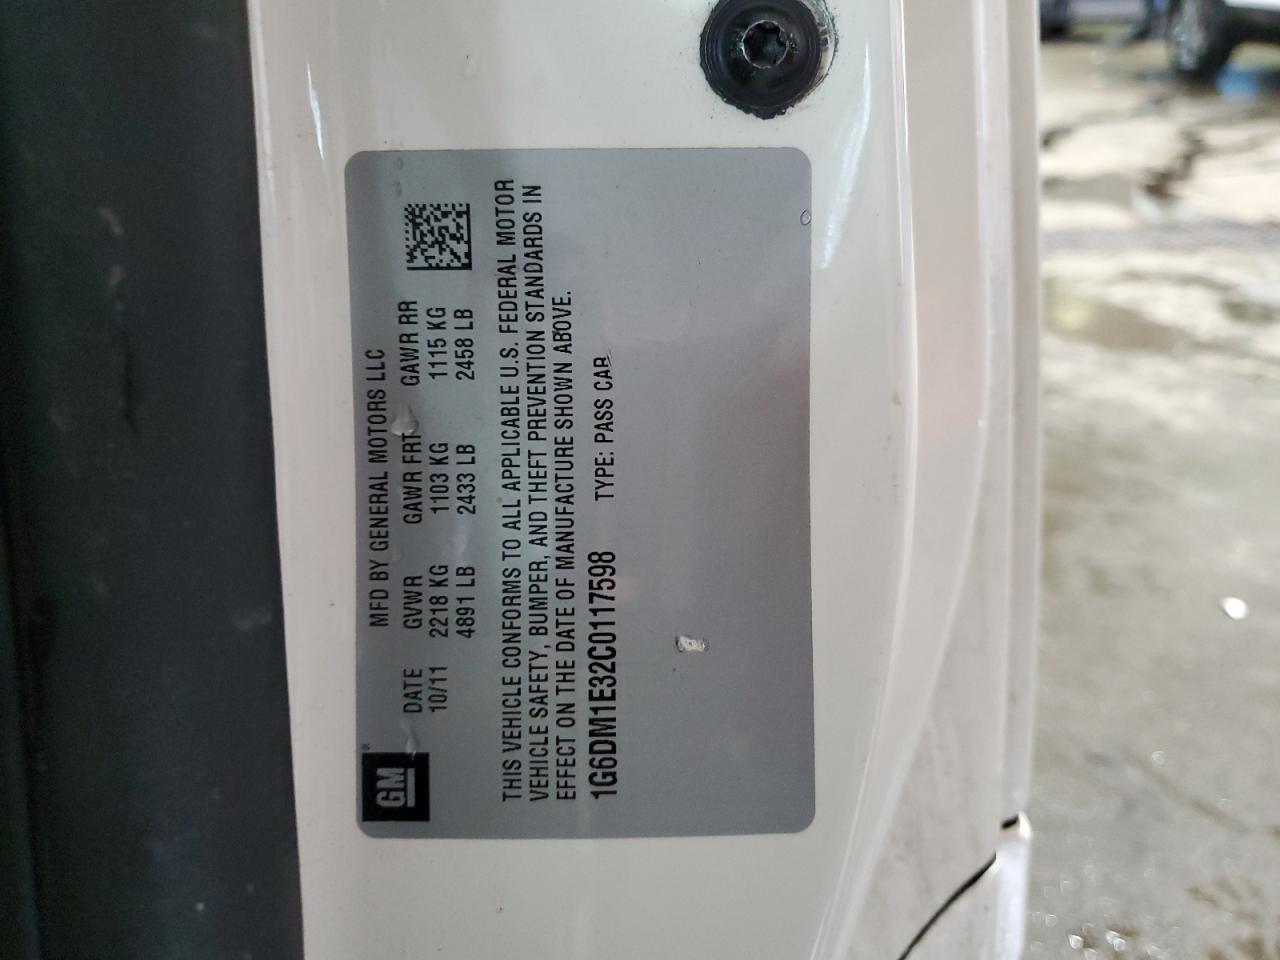 GM
MFD BY GENERAL MOTORS LLC
DATE GVWR GAWR FRT GAWR RR
10/11 2218 KG 1103 KG 1115 KG
4891 LB 2433 LB 2458 LB
THIS VEHICLE CONFORMS TO ALL APPLICABLE U.S. FEDERAL MOTOR
VEHICLE SAFETY, BUMPER, AND THEFT PREVENTION STANDARDS IN
EFFECT ON THE DATE OF MANUFACTURE SHOWN ABOVE.
1G6DM1E32C0117598 TYPE: PASS CAR